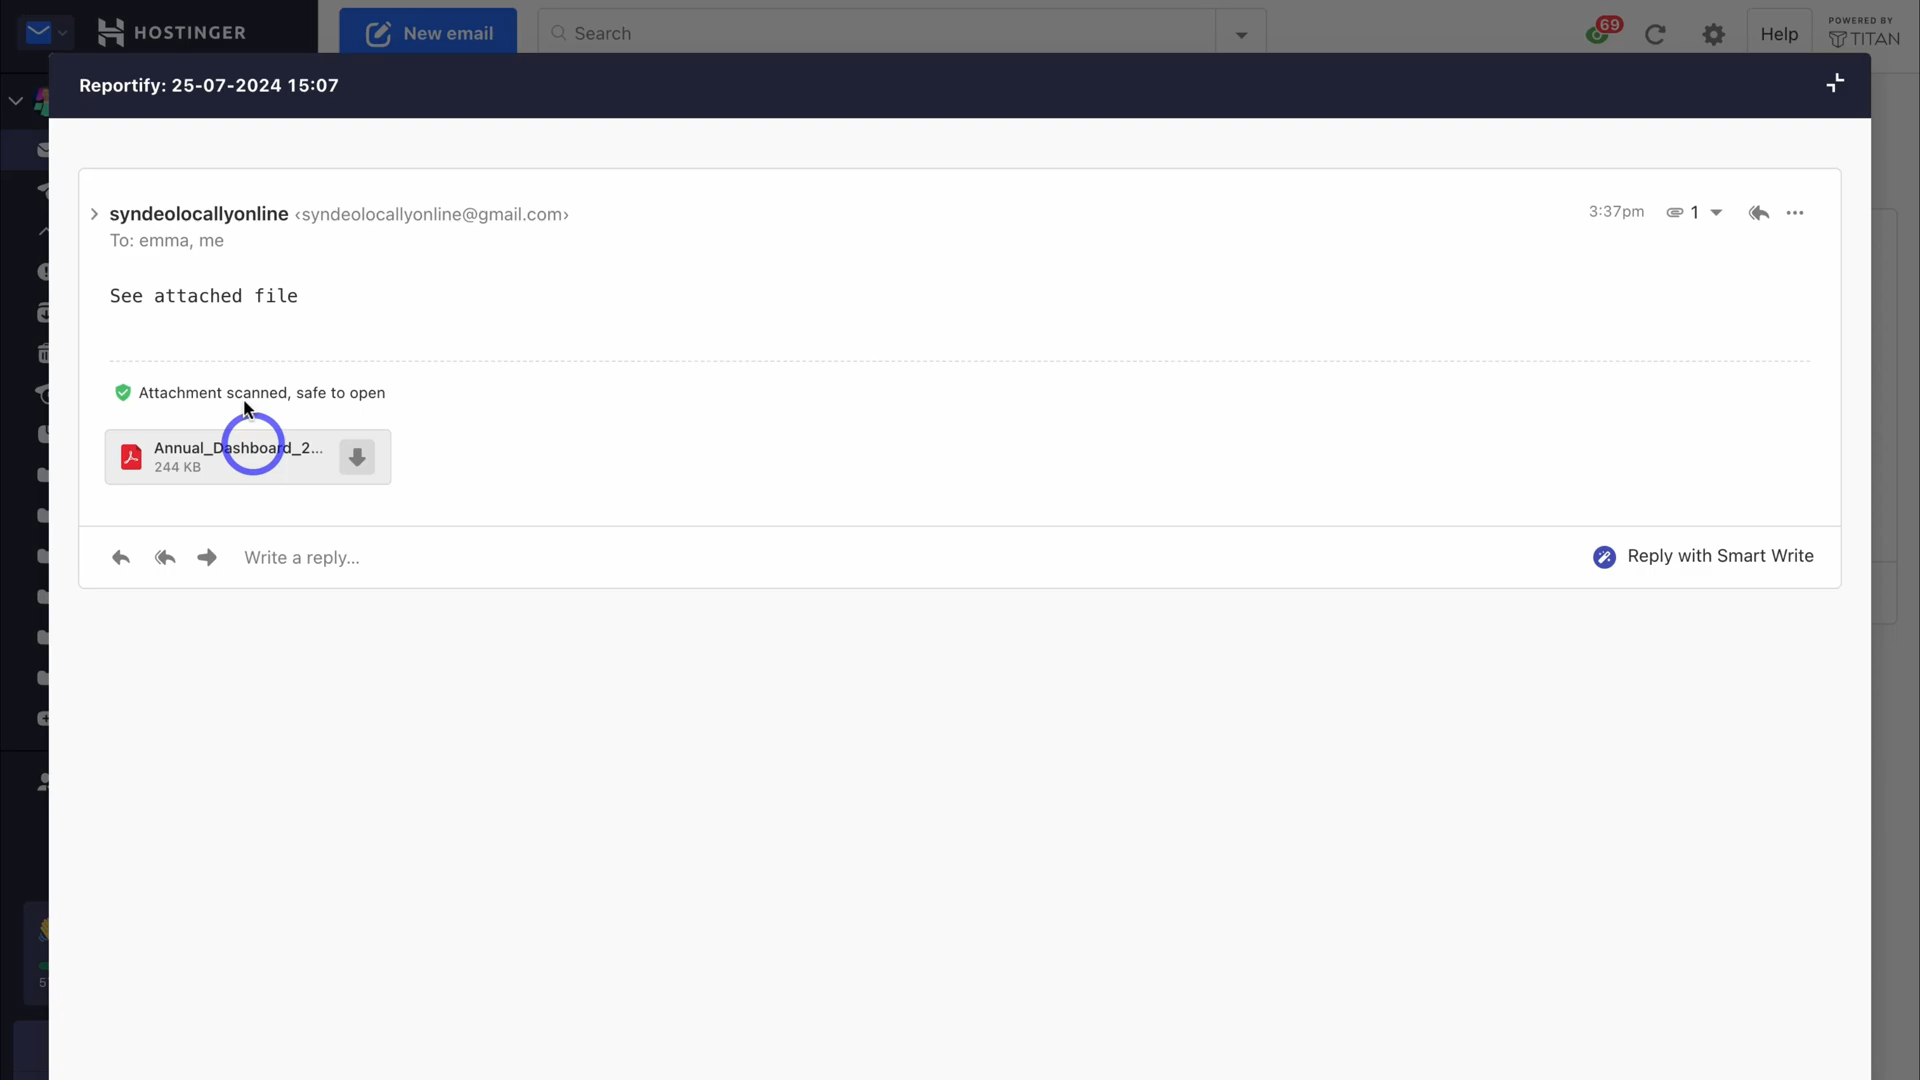 HOSTINGER
New email
Search
69
Help
POWERED BY
TITAN
Reportify: 25-07-2024 15:07
syndeolocallyonline <syndeolocallyonline@gmail.com>
3:37pm
1
To: emma, me
See attached file
Attachment scanned, safe to open
Annual_Dashboard_2...
244 KB
Write a reply...
Reply with Smart Write
5